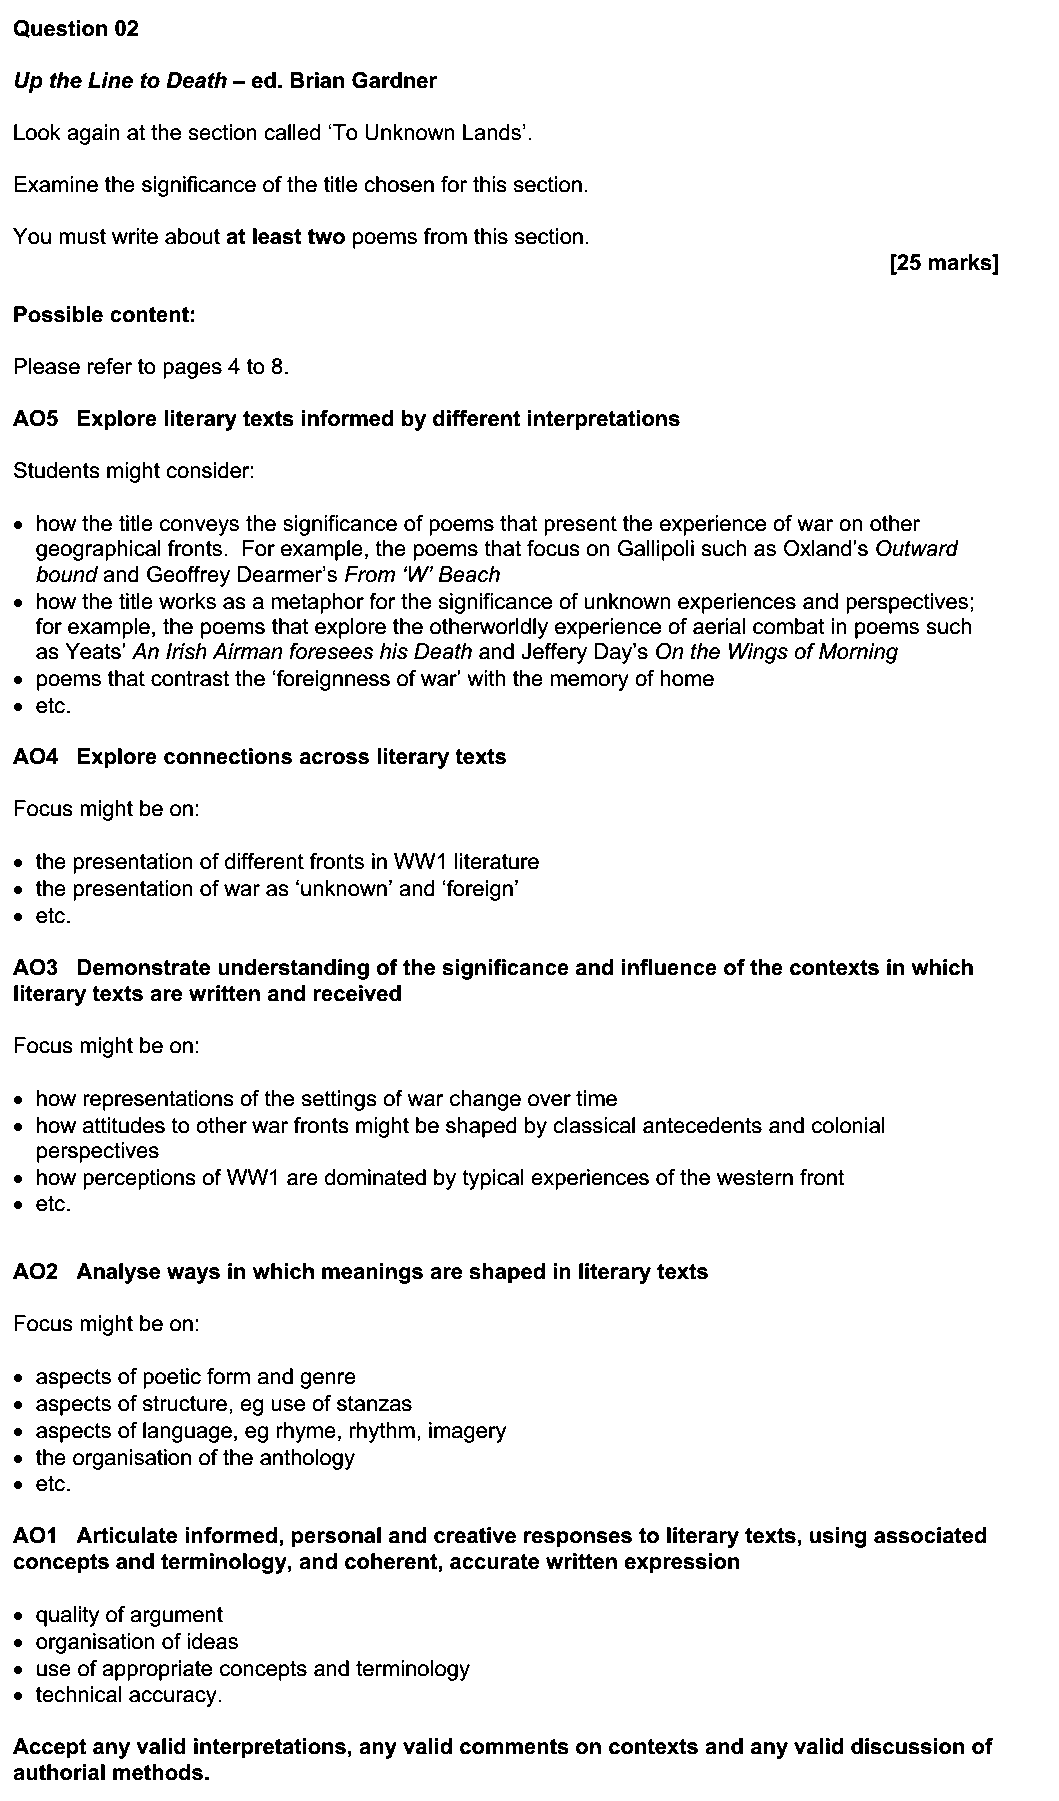 Question 02
Up the Line to Death – ed. Brian Gardner
Look again at the section called ‘To Unknown Lands’.
Examine the significance of the title chosen for this section.
You must write about at least two poems from this section.
[25 marks]
Possible content:
Please refer to pages 4 to 8.
AO5 Explore literary texts informed by different interpretations
Students might consider:
• how the title conveys the significance of poems that present the experience of war on other
geographical fronts. For example, the poems that focus on Gallipoli such as Oxland's Outward
bound and Geoffrey Dearmer’s From ‘W’ Beach
• how the title works as a metaphor for the significance of unknown experiences and perspectives;
for example, the poems that explore the otherworldly experience of aerial combat in poems such
as Yeats’ An Irish Airman foresees his Death and Jeffery Day’s On the Wings of Morning
• poems that contrast the ‘foreignness of war’ with the memory of home
• etc.
AO4 Explore connections across literary texts
Focus might be on:
• the presentation of different fronts in WW1 literature
• the presentation of war as ‘unknown’ and ‘foreign’
• etc.
AO3 Demonstrate understanding of the significance and influence of the contexts in which
literary texts are written and received
Focus might be on:
• how representations of the settings of war change over time
• how attitudes to other war fronts might be shaped by classical antecedents and colonial
perspectives
• how perceptions of WW1 are dominated by typical experiences of the western front
• etc.
AO2 Analyse ways in which meanings are shaped in literary texts
Focus might be on:
• aspects of poetic form and genre
• aspects of structure, eg use of stanzas
• aspects of language, eg rhyme, rhythm, imagery
• the organisation of the anthology
• etc.
AO1 Articulate informed, personal and creative responses to literary texts, using associated
concepts and terminology, and coherent, accurate written expression
• quality of argument
• organisation of ideas
• use of appropriate concepts and terminology
• technical accuracy.
Accept any valid interpretations, any valid comments on contexts and any valid discussion of
authorial methods.